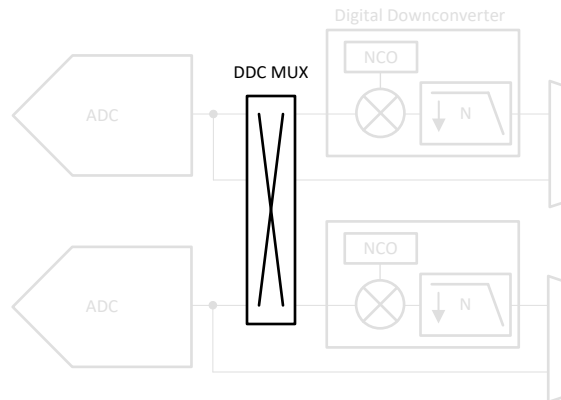 Digital Downconverter
NCO
DDC MUX
ADC
N
NCO
ADC
N